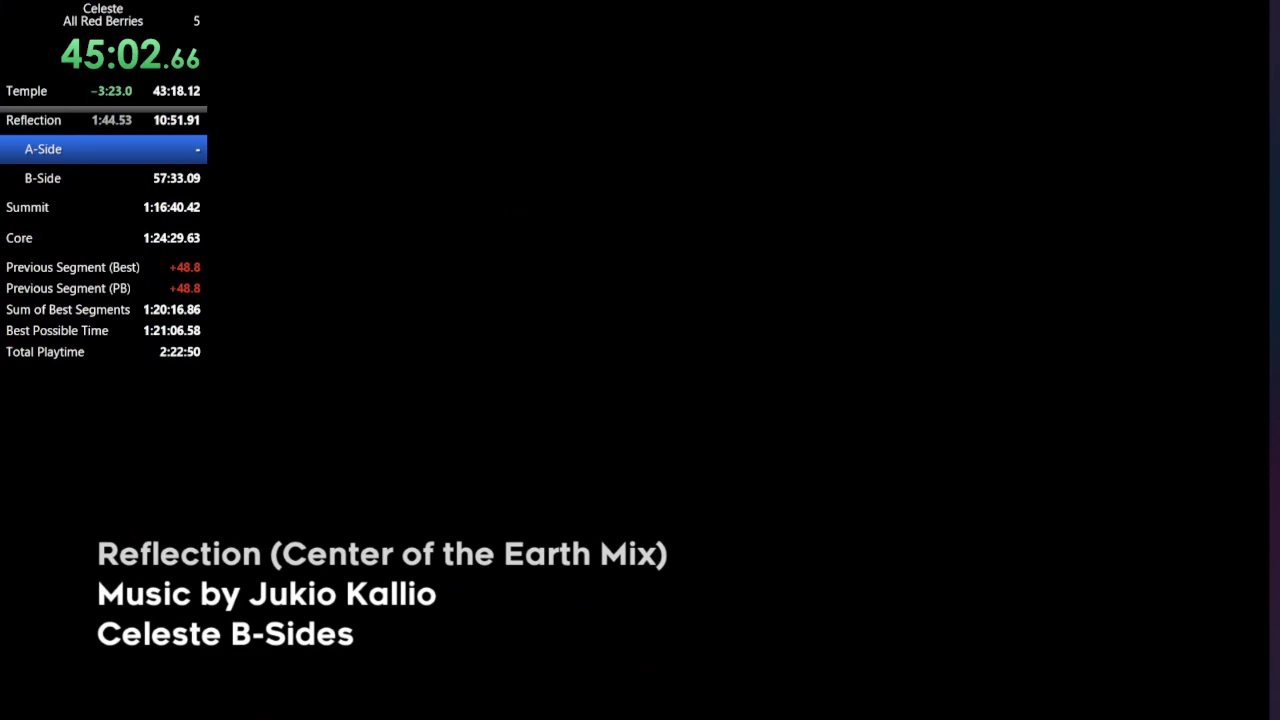 Celeste
All Red Berries 5
45:02.66
Temple −3:23.0 43:18.12
Reflection 1:44.53 10:51.91
A-Side -
B-Side 57:33.09
Summit 1:16:40.42
Core 1:24:29.63
Previous Segment (Best) +48.8
Previous Segment (PB) +48.8
Sum of Best Segments 1:20:16.86
Best Possible Time 1:21:06.58
Total Playtime 2:22:50
Reflection (Center of the Earth Mix)
Music by Jukio Kallio
Celeste B-Sides